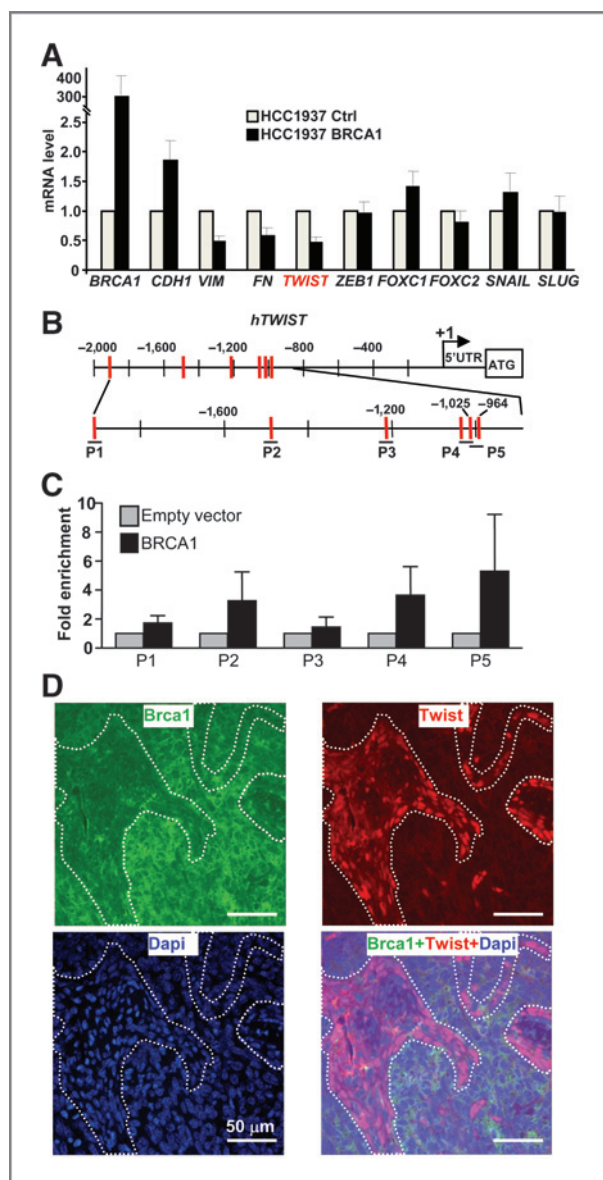 A
400
300
2.5
2.0
1.5
1.0
0.5
0
mRNA level
HCC1937 Ctrl
HCC1937 BRCA1
BRCA1 CDH1 VIM FN TWIST ZEB1 FOXC1 FOXC2 SNAIL SLUG
B
hTWIST
+1
–2,000 –1,600 –1,200 –800 –400 5'UTR ATG
–1,600 –1,200 –1,025 –964
P1 P2 P3 P4 P5
C
10
8
6
4
2
0
Fold enrichment
Empty vector
BRCA1
P1 P2 P3 P4 P5
D
Brca1
Twist
Dapi
50 μm
Brca1+Twist+Dapi